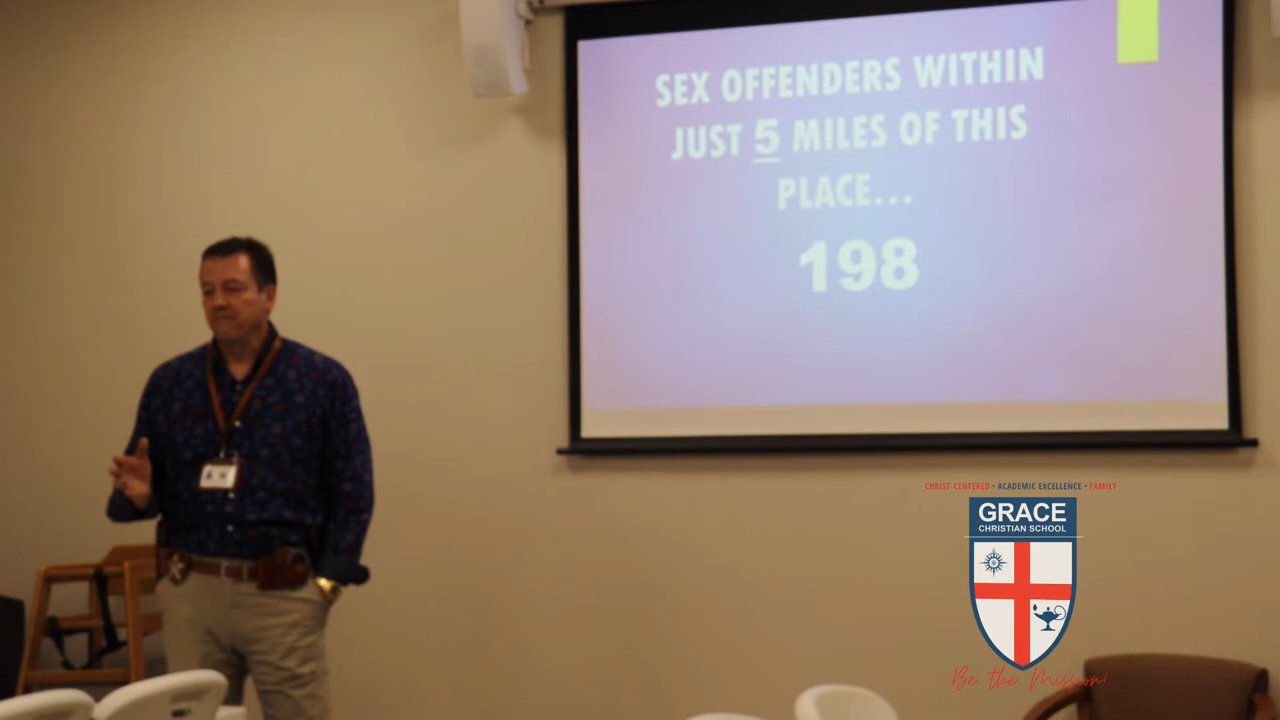 SEX OFFENDERS WITHIN
JUST 5 MILES OF THIS
PLACE...
198
CHRIST-CENTERED • ACADEMIC EXCELLENCE • FAMILY
GRACE
CHRISTIAN SCHOOL
Be the Mission!